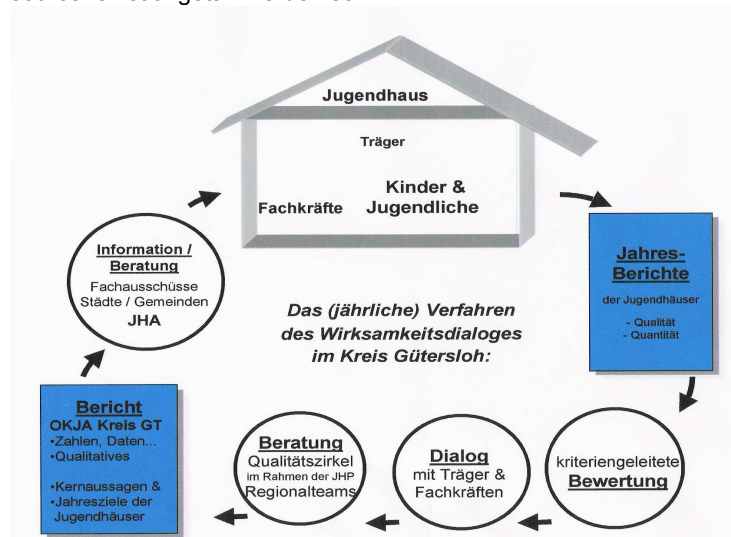 Jugendhaus
Träger
Kinder &
Fachkräfte Jugendliche
Jahres-
Berichte
der Jugendhäuser
- Qualität
- Quantität
Information /
Beratung
Fachausschüsse
Städte / Gemeinden
JHA
Das (jährliche) Verfahren
des Wirksamkeitsdialoges
im Kreis Gütersloh:
Bericht
OKJA Kreis GT
•Zahlen, Daten...
•Qualitatives
•Kernaussagen &
•Jahresziele der
Jugendhäuser
Beratung
Qualitätszirkel
im Rahmen der JHP
Regionalteams
Dialog
mit Träger &
Fachkräften
kriteriengeleitete
Bewertung